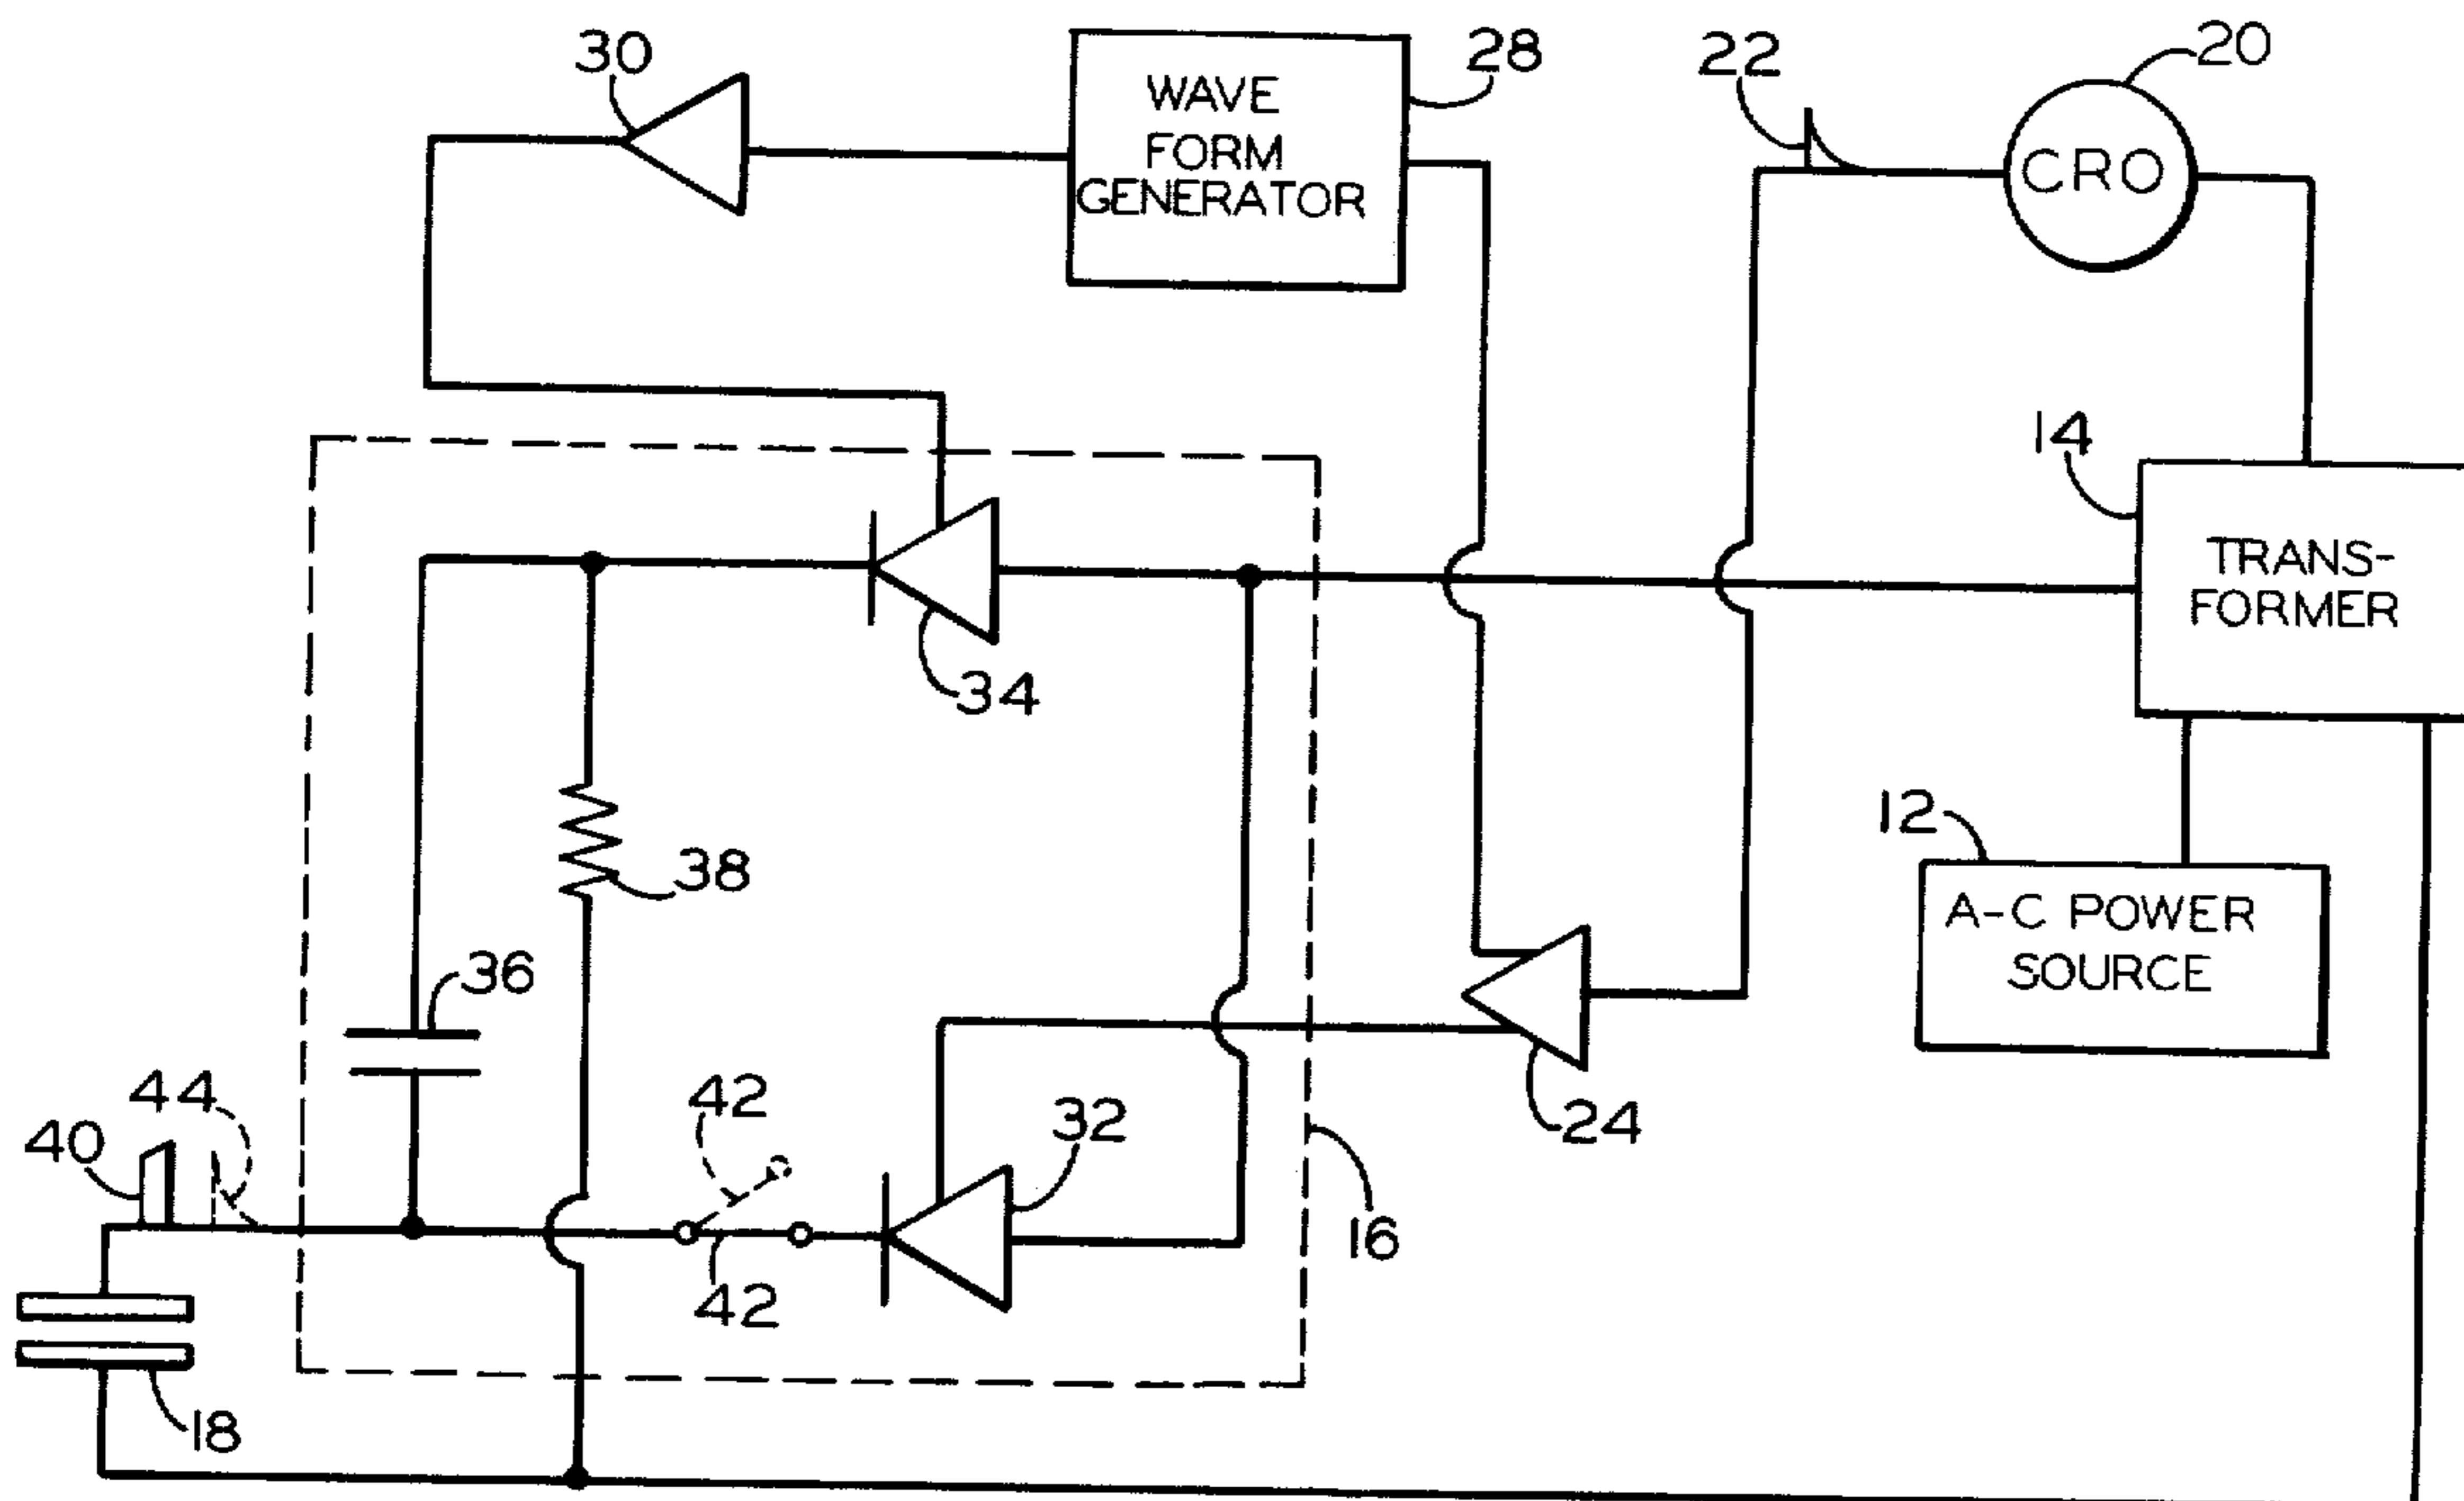 30
WAVE
FORM
GENERATOR
28
22
20
CRO
14
TRANS-
FORMER
34
12
A-C POWER
SOURCE
38
36
44
40
42
32
24
16
42
18